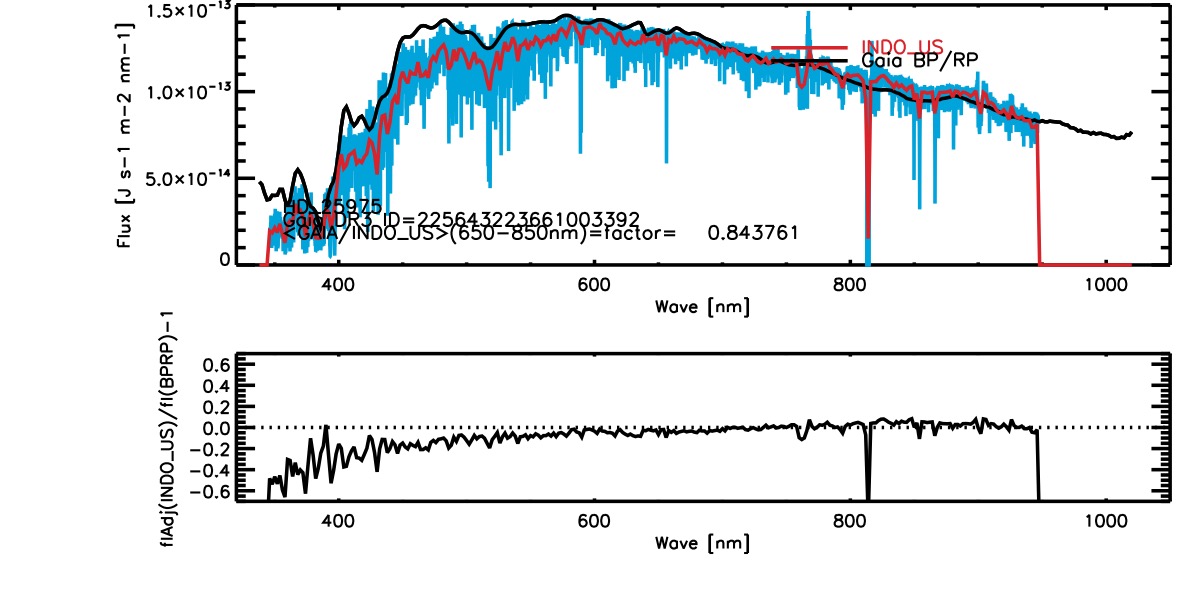 1.5×10−13
1.0×10−13
5.0×10−14
0
Flux [J s−1 m−2 nm−1]
INDO_US
Gaia BP/RP
HD 25975
Gaia DR3 ID=225643223661003392
<GAIA/INDO_US>(650−850nm)=factor= 0.843761
400 600 800 1000
Wave [nm]
flAdj(INDO_US)/fl(BPRP)−1
0.6
0.4
0.2
0.0
−0.2
−0.4
−0.6
400 600 800 1000
Wave [nm]